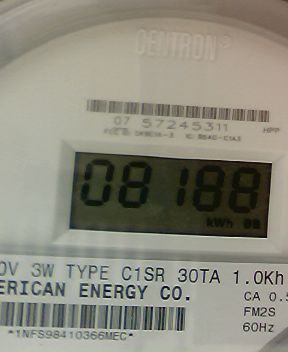 CENTRON®
07 57245311
HPP
08188
kWh
0V 3W TYPE C1SR 30TA 1.0Kh
ERICAN ENERGY CO.
CA 0.5
FM2S
*1NFS98410366MEC*
60Hz